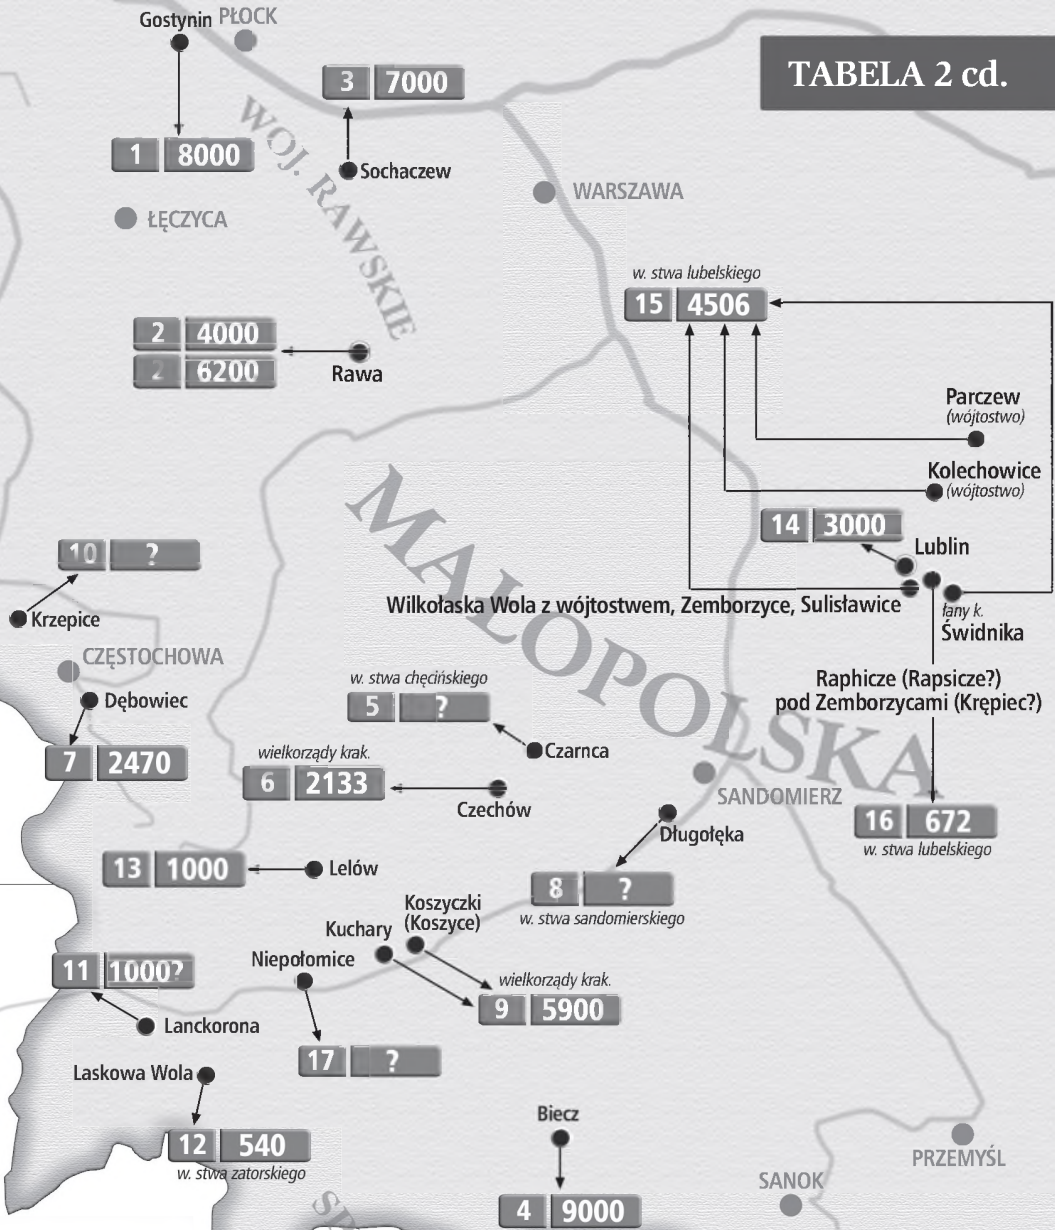 Gostynin
PŁOCK
3 7000
TABELA 2 cd.
1 8000
Sochaczew
WOJ. RAWSKIE
WARSZAWA
ŁĘCZYCA
w. stwa lubelskiego
15 4506
2 4000
2 6200
Rawa
Parczew
(wójtostwo)
Kolechowice
(wójtostwo)
MAŁOPOLSKA
14 3000
Lublin
10 ?
Krzepice
Wilkołaska Wola z wójtostwem, Zemborzyce, Sulisławice
łany k.
Świdnika
CZĘSTOCHOWA
Raphicze (Rapsicze?)
pod Zemborzycami (Krępiec?)
w. stwa chęcińskiego
5 ?
Dębowiec
7 2470
Czarnca
wielkorządy krak.
6 2133
Czechów
SANDOMIERZ
16 672
w. stwa lubelskiego
Długołęka
13 1000
Lelów
8 ?
w. stwa sandomierskiego
Koszyczki
(Koszyce)
Kuchary
Niepołomice
11 1000?
wielkorządy krak.
9 5900
Lanckorona
17 ?
Laskowa Wola
12 540
w. stwa zatorskiego
Biecz
4 9000
PRZEMYŚL
SANOK